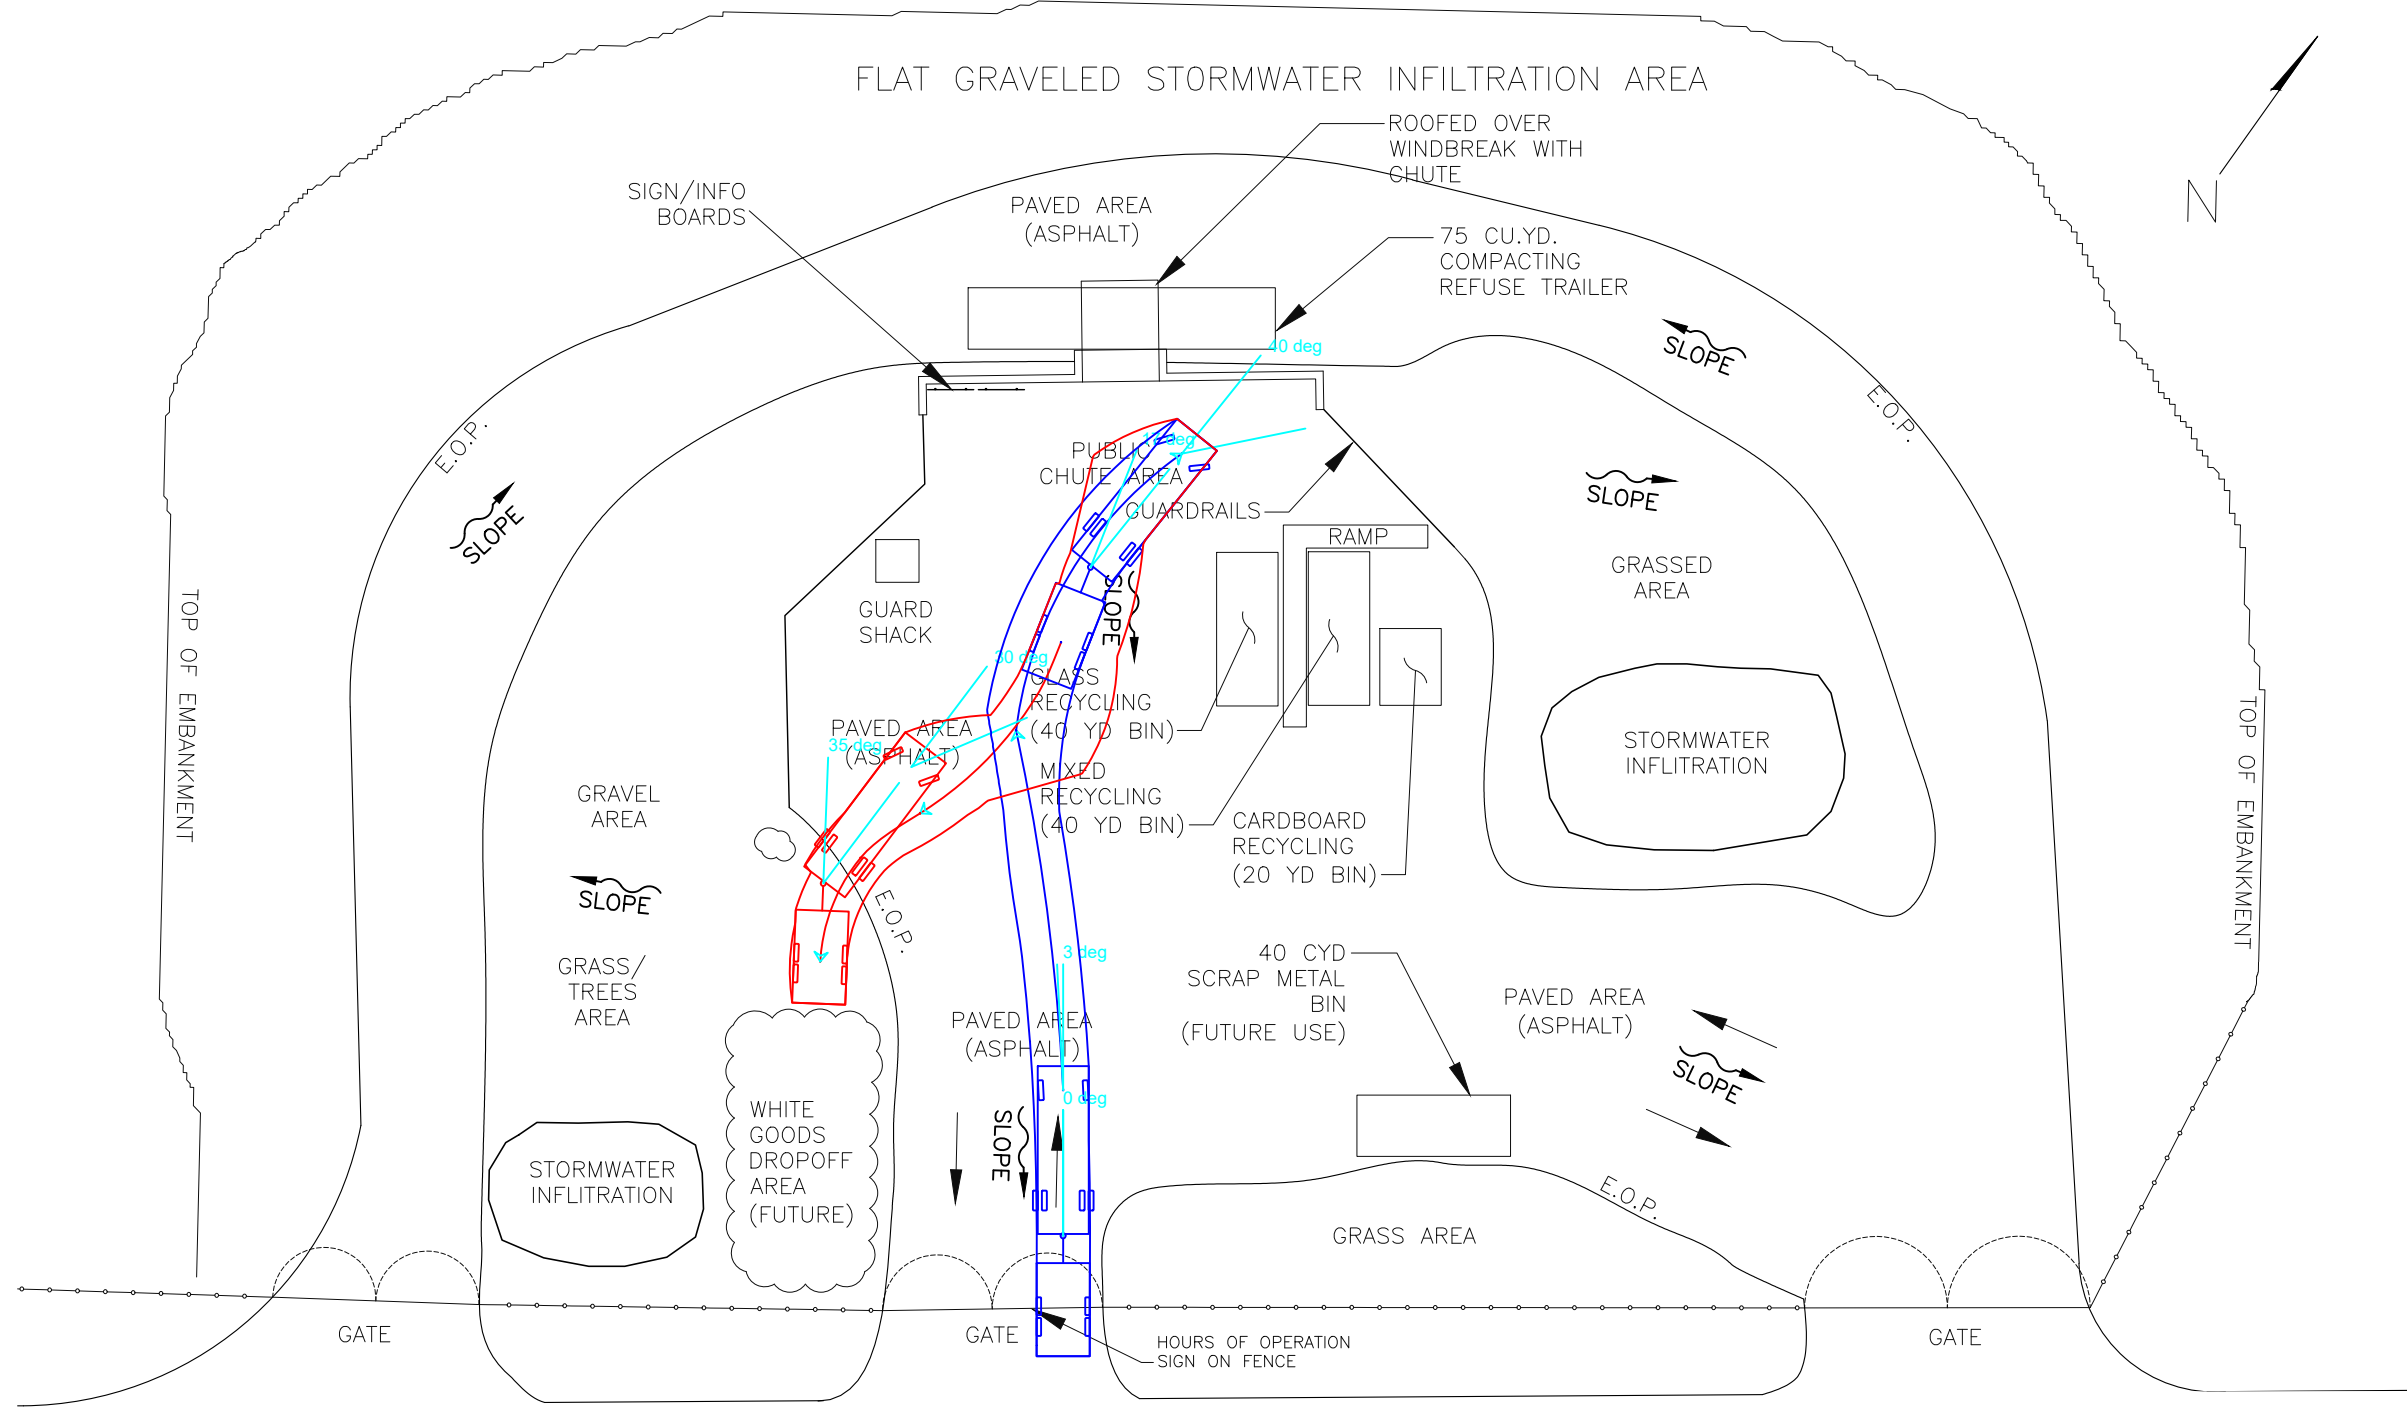 FLAT GRAVELED STORMWATER INFILTRATION AREA
ROOFED OVER
WINDBREAK WITH
CHUTE
SIGN/INFO
BOARDS
PAVED AREA
(ASPHALT)
75 CU.YD.
COMPACTING
REFUSE TRAILER
N
40 deg
SLOPE
E.O.P.
E.O.P.
12 deg
PUBLIC
CHUTE AREA
GUARDRAILS
SLOPE
SLOPE
RAMP
GRASSED
AREA
GUARD
SHACK
SLOPE
TOP OF EMBANKMENT
30 deg
GLASS
RECYCLING
(40 YD BIN)
PAVED AREA
(ASPHALT)
35 deg
STORMWATER
INFLITRATION
TOP OF EMBANKMENT
MIXED
RECYCLING
(40 YD BIN)
GRAVEL
AREA
CARDBOARD
RECYCLING
(20 YD BIN)
SLOPE
E.O.P.
GRASS/
TREES
AREA
3 deg
40 CYD
SCRAP METAL
BIN
(FUTURE USE)
PAVED AREA
(ASPHALT)
PAVED AREA
(ASPHALT)
SLOPE
0 deg
WHITE
GOODS
DROPOFF
AREA
(FUTURE)
SLOPE
STORMWATER
INFLITRATION
E.O.P.
GRASS AREA
GATE
GATE
GATE
HOURS OF OPERATION
SIGN ON FENCE